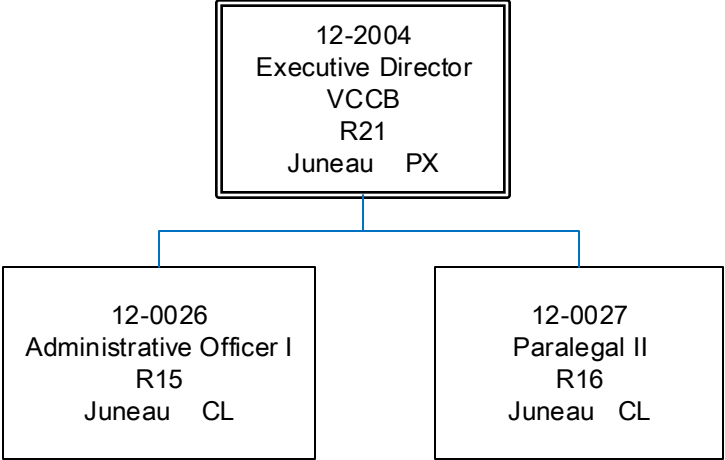 12-2004
Executive Director
VCCB
R21
Juneau PX
12-0026
Administrative Officer I
R15
Juneau CL
12-0027
Paralegal II
R16
Juneau CL